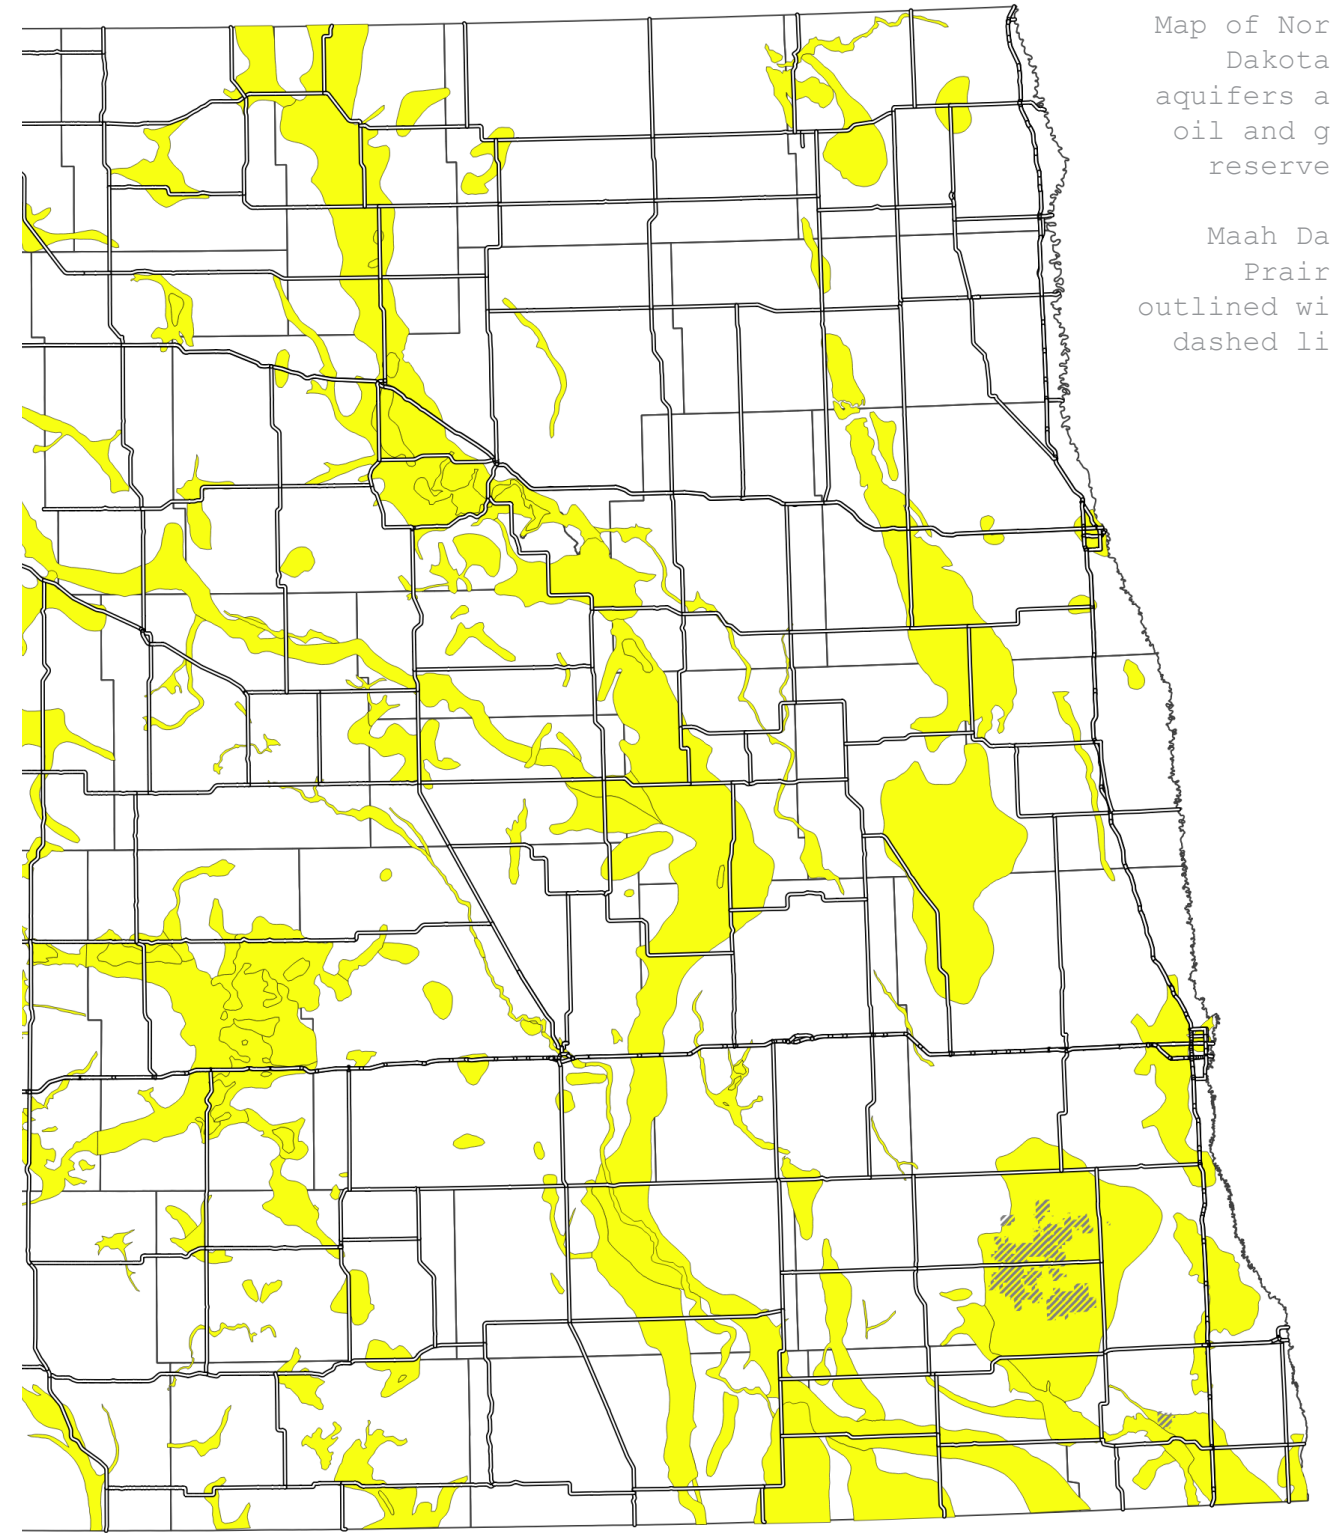 Map of Nor
Dakota
aquifers a
oil and g
reserve
Maah Da
Prair
outlined wi
dashed li